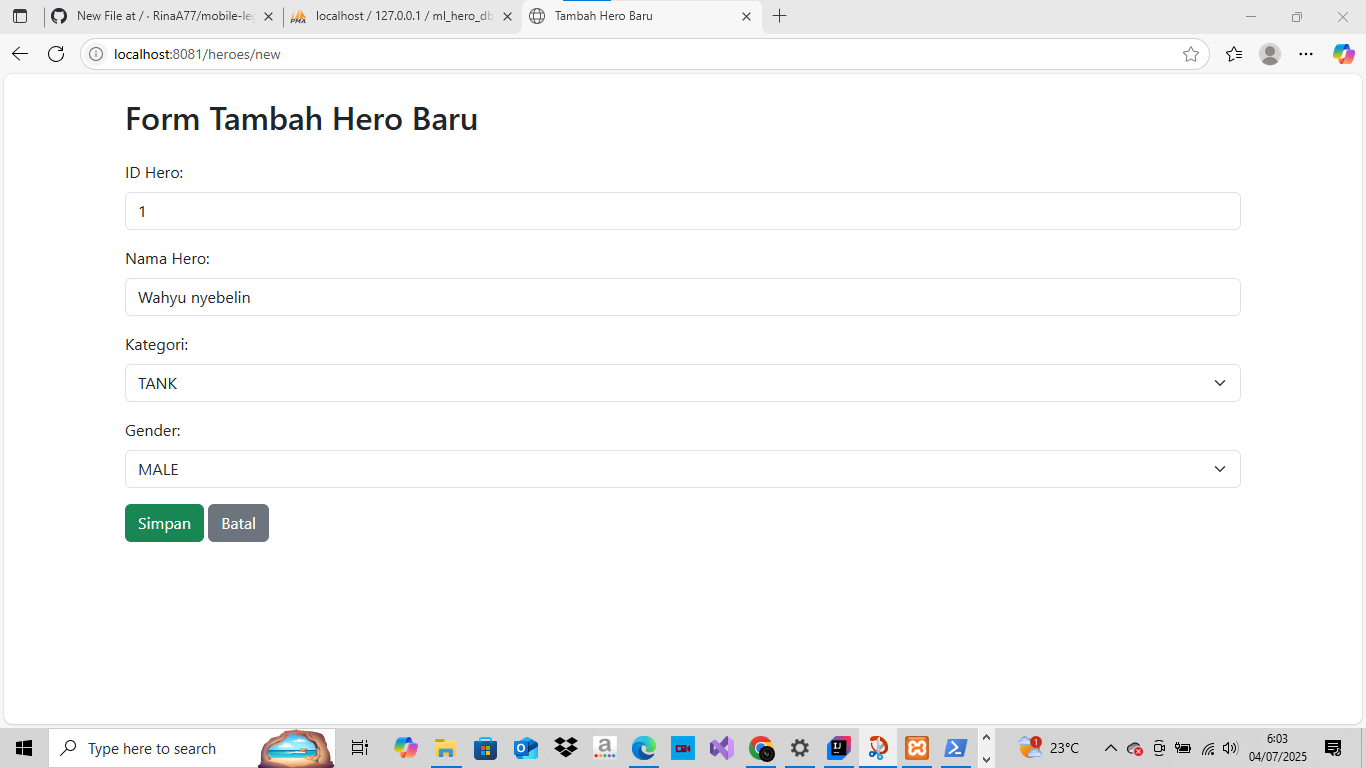 New File at / · RinaA77/mobile-leg
localhost / 127.0.0.1 / ml_hero_db
Tambah Hero Baru
localhost:8081/heroes/new
Form Tambah Hero Baru
ID Hero:
1
Nama Hero:
Wahyu nyebelin
Kategori:
TANK
Gender:
MALE
Simpan Batal
Type here to search
23°C
6:03
04/07/2025